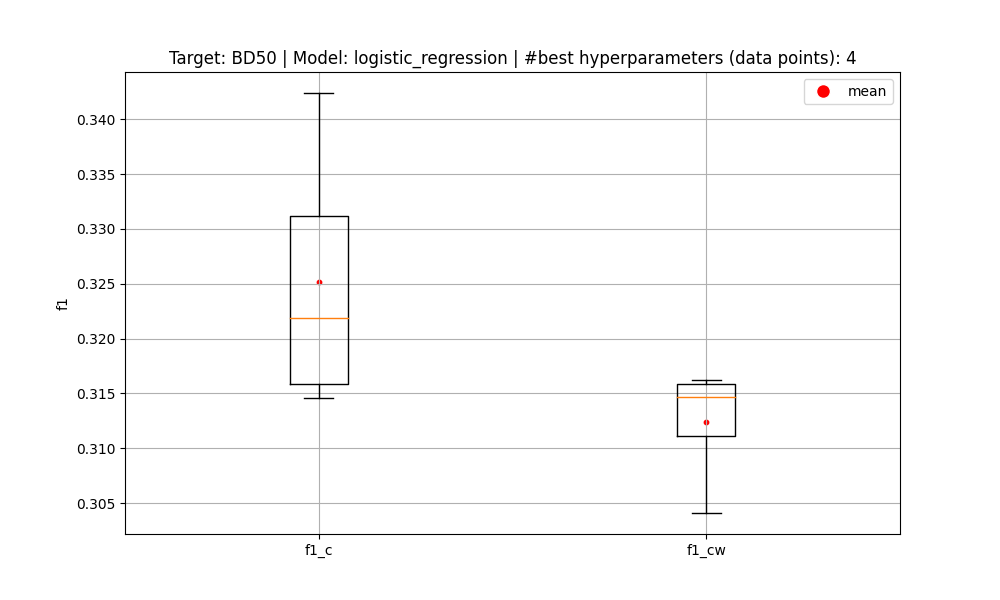 Target: BD50 | Model: logistic_regression | #best hyperparameters (data points): 4
mean
0.340
0.335
0.330
0.325
0.320
0.315
0.310
0.305
f1
f1_c
f1_cw